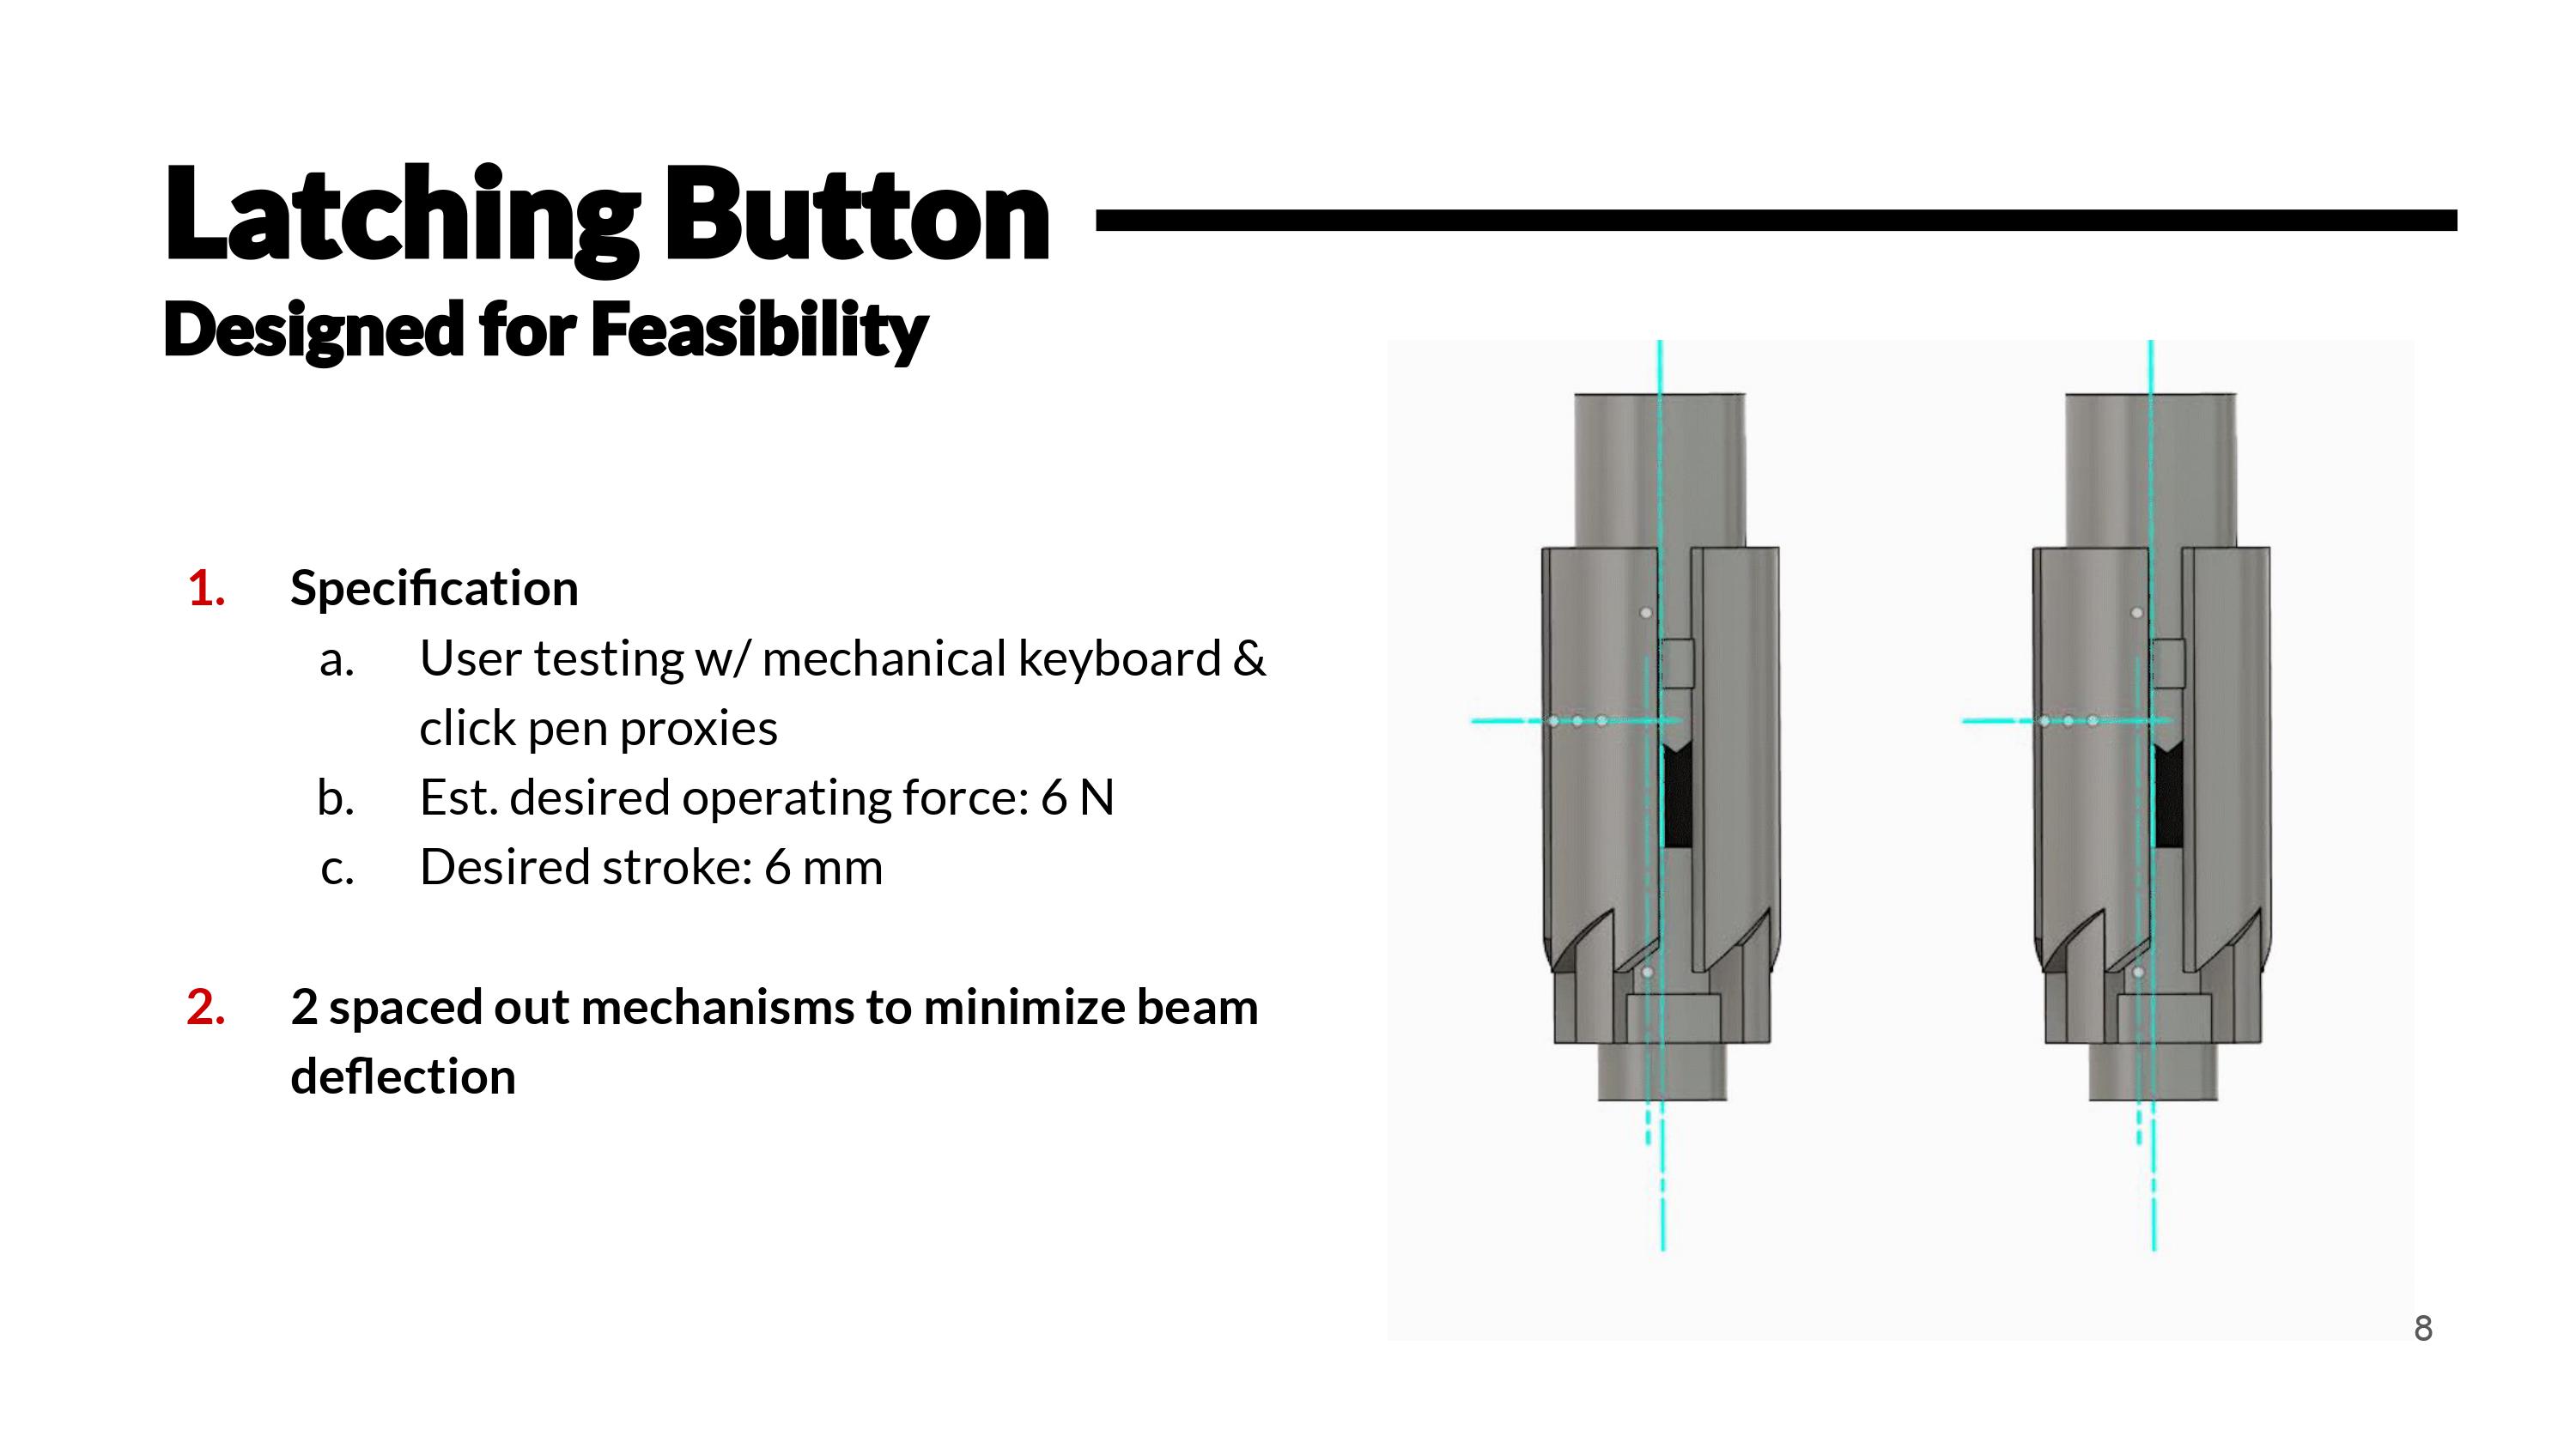 Latching Button
Designed for Feasibility
1. Specification
a. User testing w/ mechanical keyboard &
click pen proxies
b. Est. desired operating force: 6 N
c. Desired stroke: 6 mm
2. 2 spaced out mechanisms to minimize beam
deflection
8